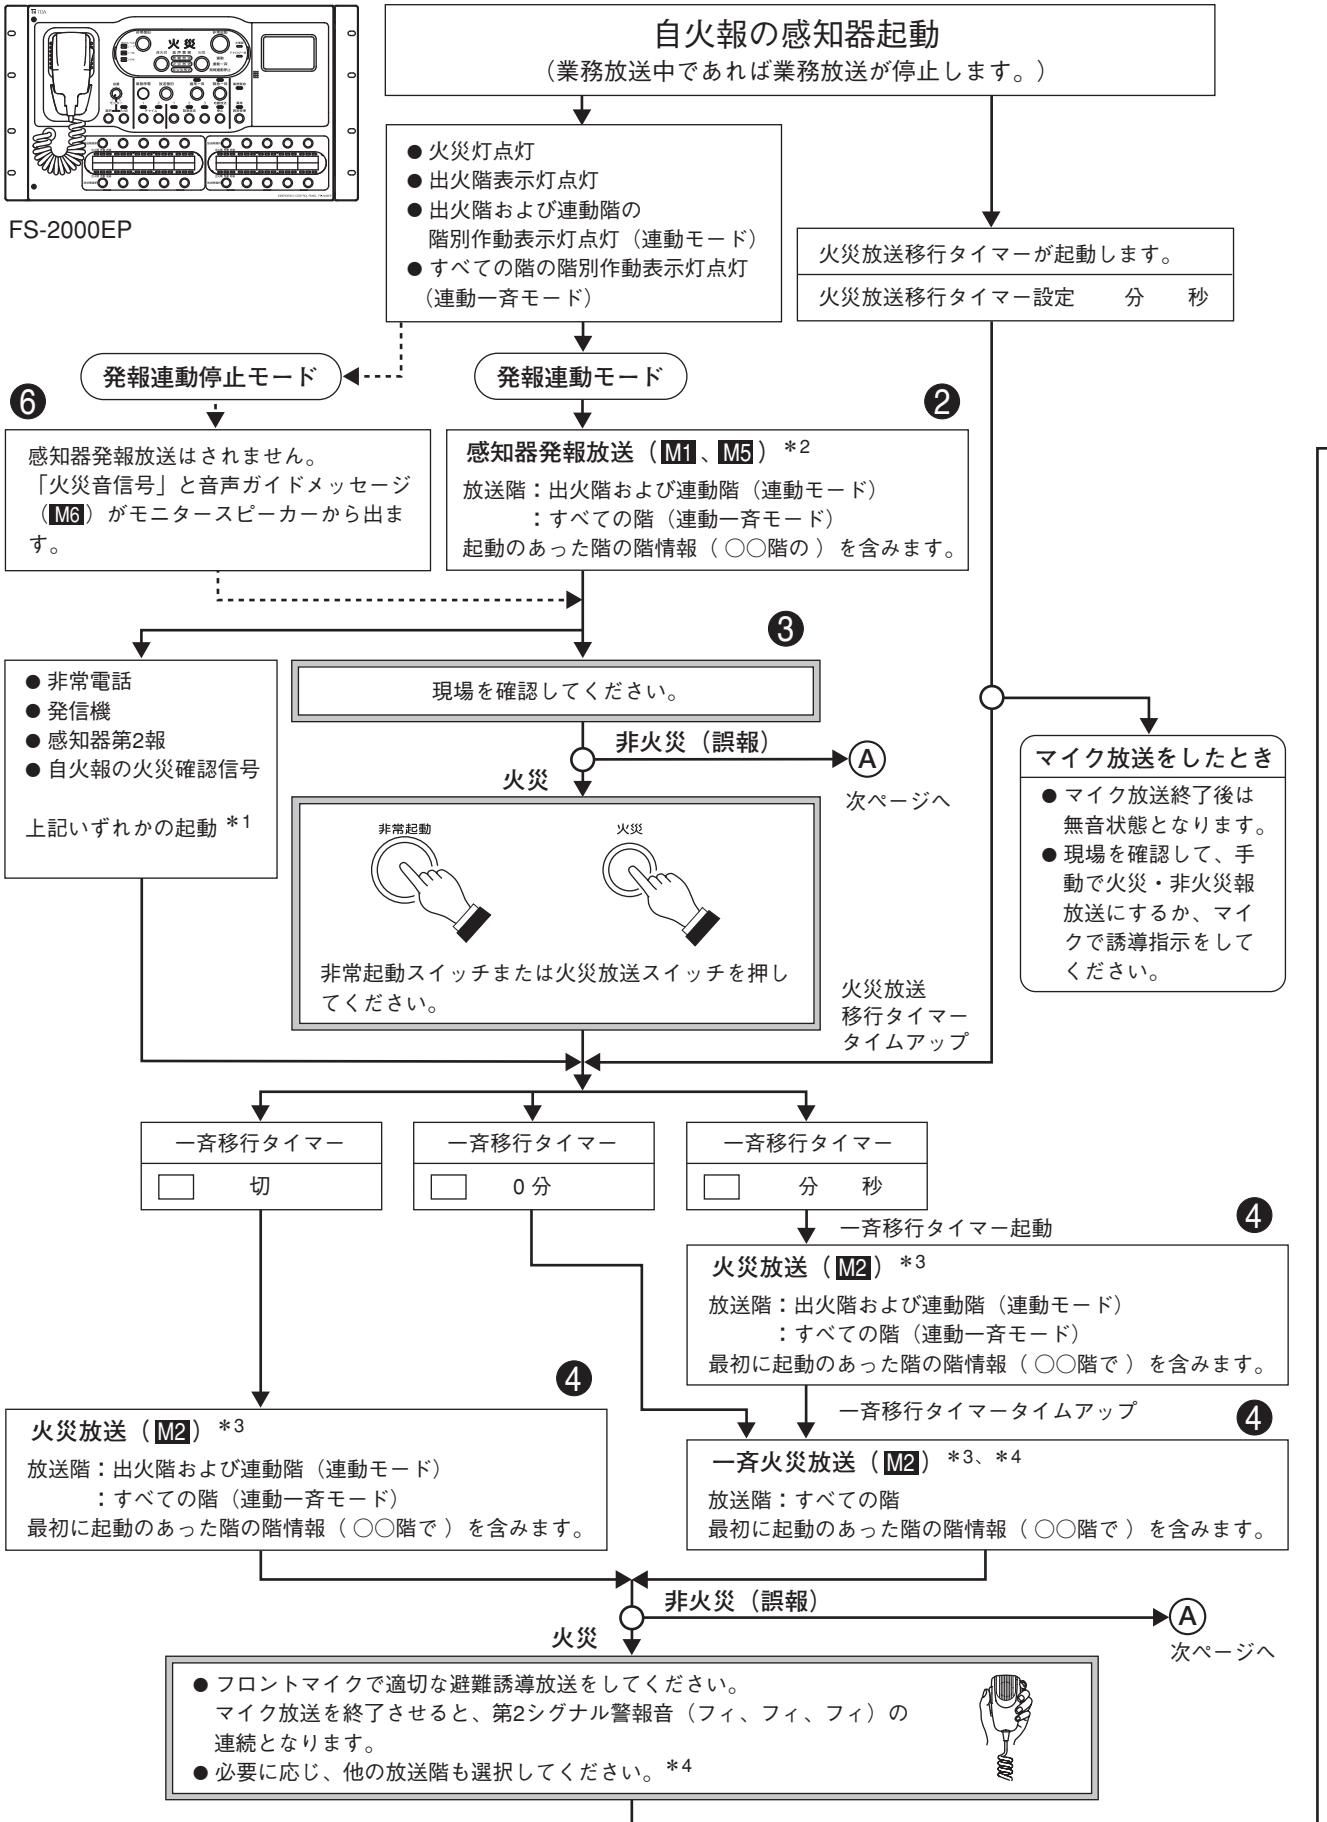 TOA
火災
FS-2000EP
自火報の感知器起動
（業務放送中であれば業務放送が停止します。）
● 火災灯点灯
● 出火階表示灯点灯
● 出火階および連動階の
階別作動表示灯点灯（連動モード）
● すべての階の階別作動表示灯点灯
（連動一斉モード）
火災放送移行タイマーが起動します。
火災放送移行タイマー設定　　分　　秒
発報連動停止モード
発報連動モード
❻
感知器発報放送はされません。
「火災音信号」と音声ガイドメッセージ
（M6）がモニタースピーカーから出ま
す。
❷
感知器発報放送（M1、M5）＊2
放送階：出火階および連動階（連動モード）
：すべての階（連動一斉モード）
起動のあった階の階情報（ ○○階の ）を含みます。
❸
● 非常電話
● 発信機
● 感知器第2報
● 自火報の火災確認信号
上記いずれかの起動 ＊1
現場を確認してください。
非火災（誤報）
Ⓐ
次ページへ
火災
非常起動
火災
非常起動スイッチまたは火災放送スイッチを押し
てください。
マイク放送をしたとき
● マイク放送終了後は
無音状態となります。
● 現場を確認して、手
動で火災・非火災報
放送にするか、マイ
クで誘導指示をして
ください。
火災放送
移行タイマー
タイムアップ
一斉移行タイマー
切
一斉移行タイマー
0 分
一斉移行タイマー
分　　秒
一斉移行タイマー起動
❹
火災放送（M2）＊3
放送階：出火階および連動階（連動モード）
：すべての階（連動一斉モード）
最初に起動のあった階の階情報（ ○○階で ）を含みます。
一斉移行タイマータイムアップ
❹
火災放送（M2）＊3
放送階：出火階および連動階（連動モード）
：すべての階（連動一斉モード）
最初に起動のあった階の階情報（ ○○階で ）を含みます。
❹
一斉火災放送（M2）＊3、＊4
放送階：すべての階
最初に起動のあった階の階情報（ ○○階で ）を含みます。
非火災（誤報）
Ⓐ
次ページへ
火災
● フロントマイクで適切な避難誘導放送をしてください。
マイク放送を終了させると、第2シグナル警報音（フィ、フィ、フィ）の
連続となります。
● 必要に応じ、他の放送階も選択してください。＊4